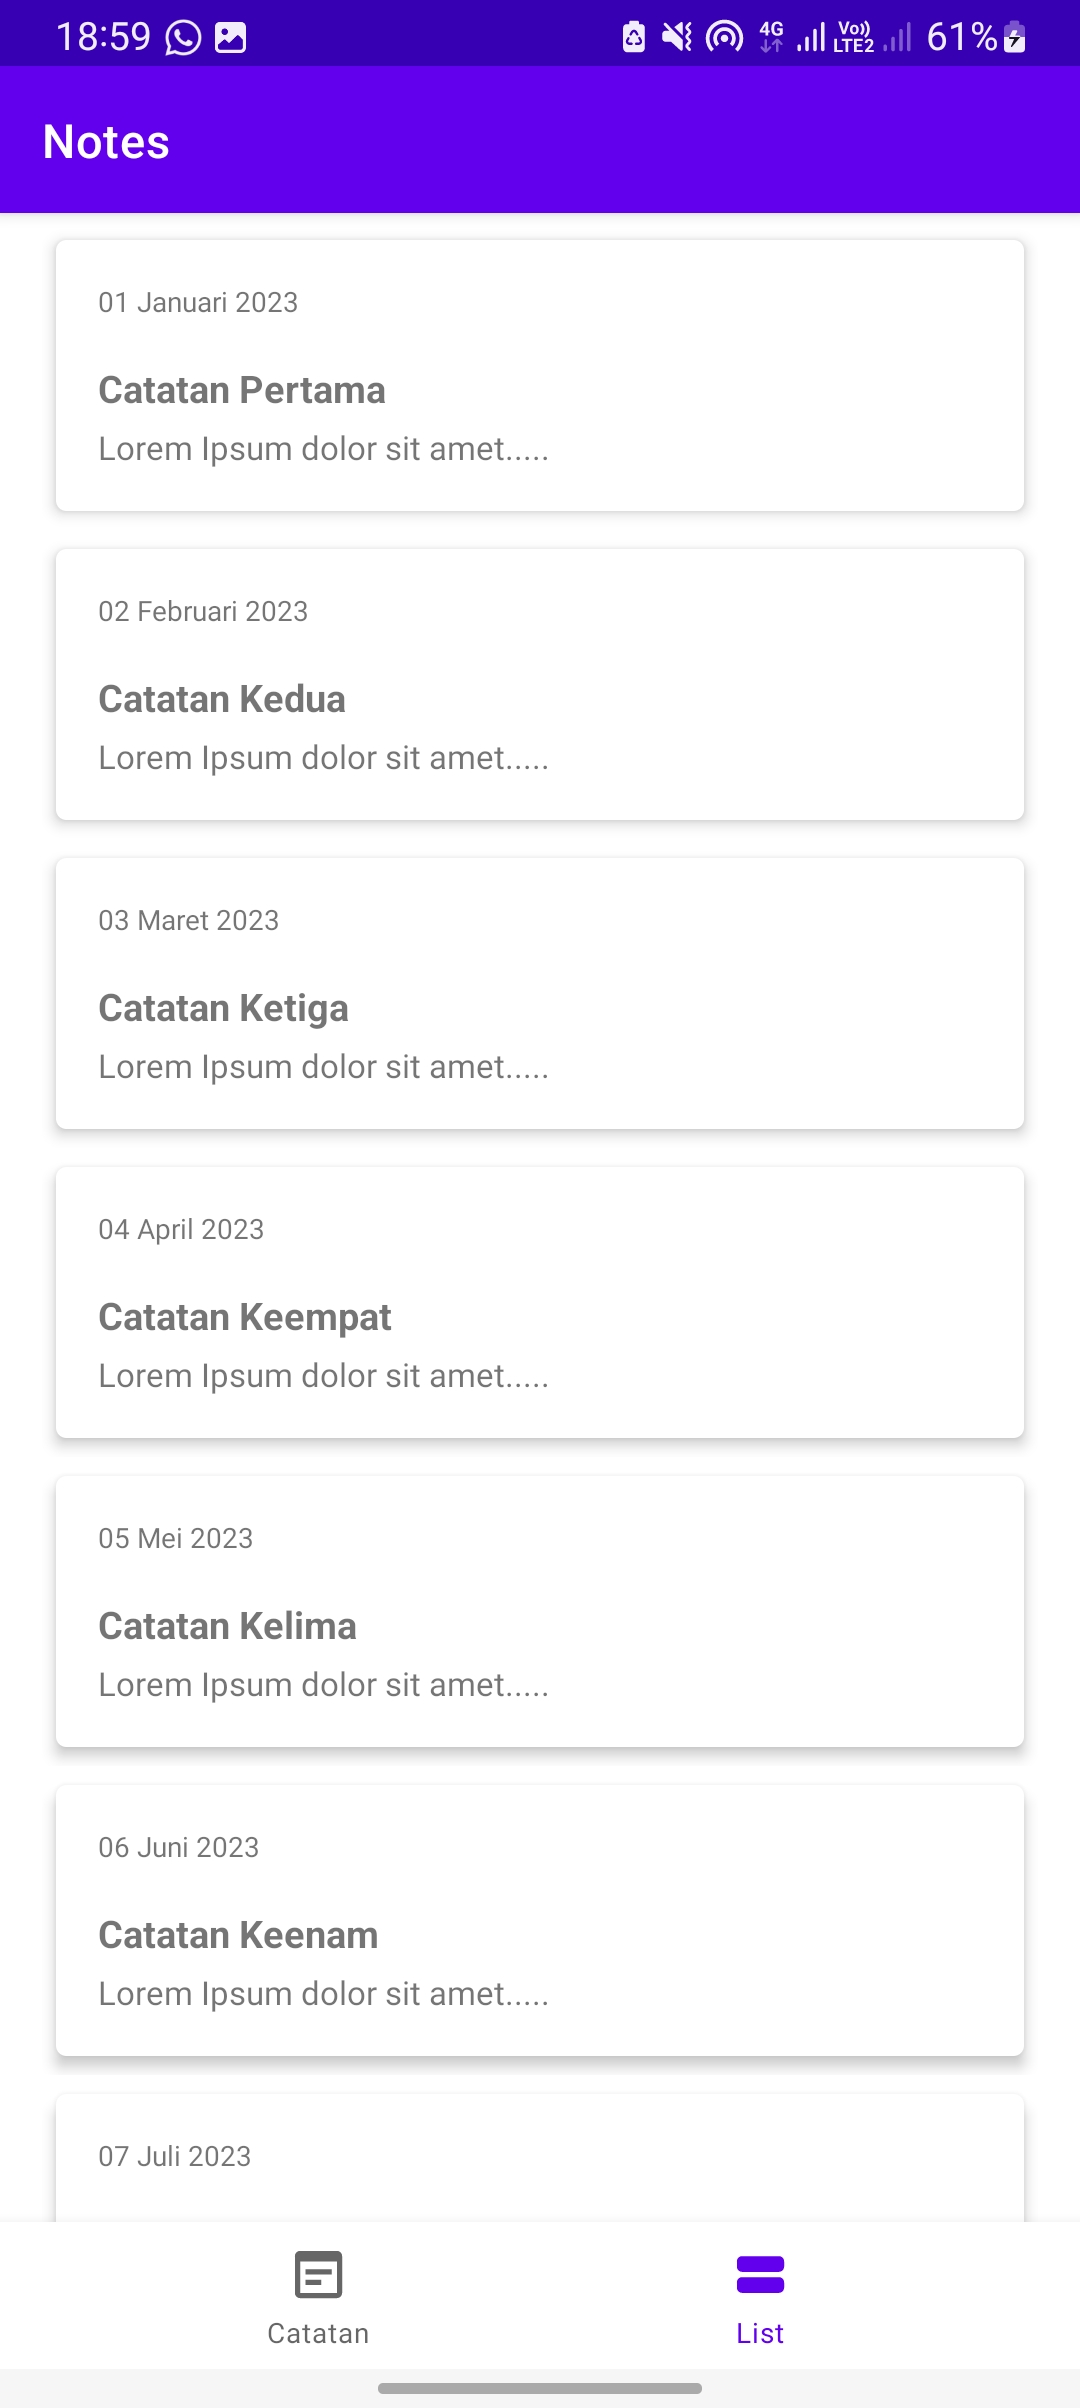 18:59
4G
Vo))
LTE2
61%
Notes
01 Januari 2023
Catatan Pertama
Lorem Ipsum dolor sit amet.....
02 Februari 2023
Catatan Kedua
Lorem Ipsum dolor sit amet.....
03 Maret 2023
Catatan Ketiga
Lorem Ipsum dolor sit amet.....
04 April 2023
Catatan Keempat
Lorem Ipsum dolor sit amet.....
05 Mei 2023
Catatan Kelima
Lorem Ipsum dolor sit amet.....
06 Juni 2023
Catatan Keenam
Lorem Ipsum dolor sit amet.....
07 Juli 2023
Catatan
List